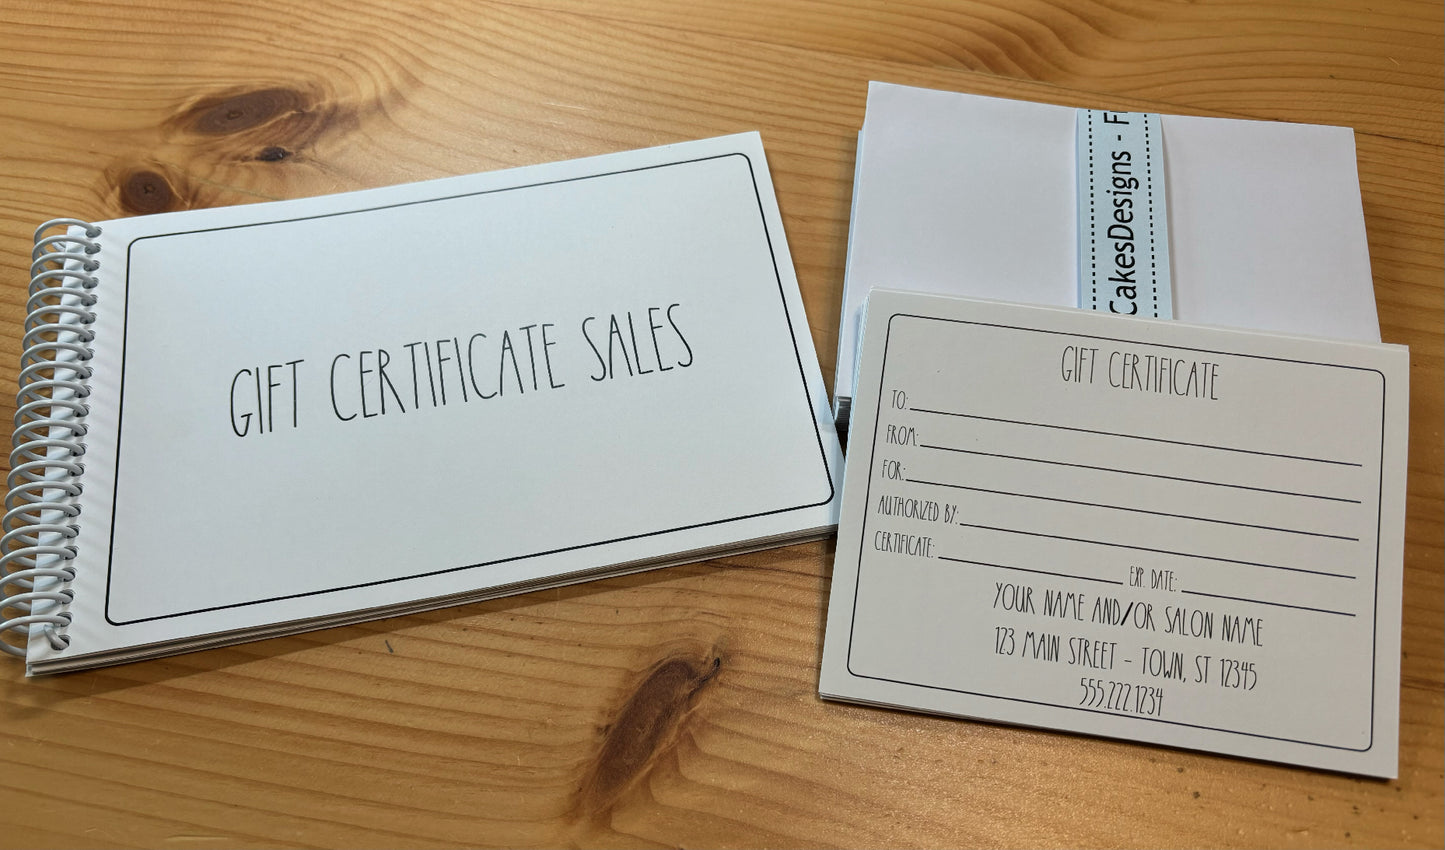 GIFT CERTIFICATE SALES
CakesDesigns -
GIFT CERTIFICATE
TO:
FROM:
FOR:
AUTHORIZED BY:
CERTIFICATE: EXP. DATE:
YOUR NAME AND/OR SALON NAME
123 MAIN STREET - TOWN, ST 12345
555.222.1234